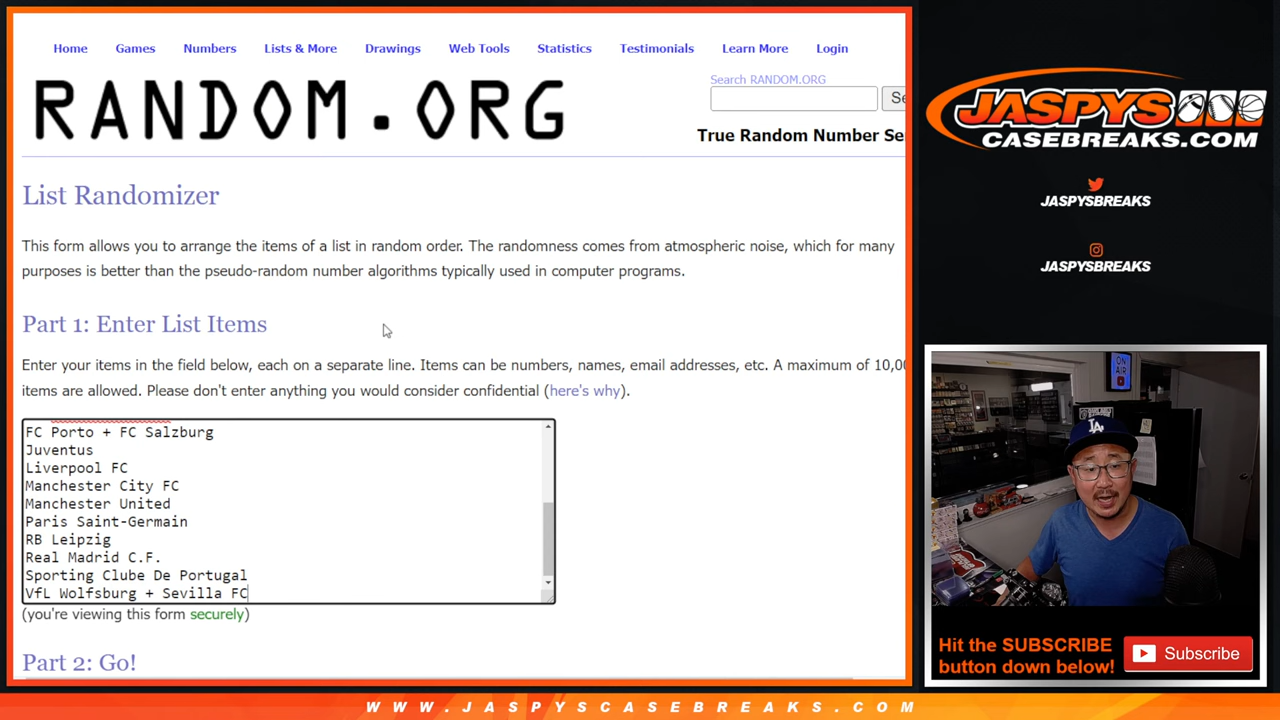 Home Games Numbers Lists & More Drawings Web Tools Statistics Testimonials Learn More Login
RANDOM.ORG
Search RANDOM.ORG
Se
True Random Number Se
List Randomizer
This form allows you to arrange the items of a list in random order. The randomness comes from atmospheric noise, which for many
purposes is better than the pseudo-random number algorithms typically used in computer programs.
Part 1: Enter List Items
Enter your items in the field below, each on a separate line. Items can be numbers, names, email addresses, etc. A maximum of 10,00
items are allowed. Please don't enter anything you would consider confidential (here's why).
FC Porto + FC Salzburg
Juventus
Liverpool FC
Manchester City FC
Manchester United
Paris Saint-Germain
RB Leipzig
Real Madrid C.F.
Sporting Clube De Portugal
VfL Wolfsburg + Sevilla FC
(you're viewing this form securely)
Part 2: Go!
JASPYS
CASEBREAKS.COM
JASPYSBREAKS
JASPYSBREAKS
ON
AIR
LA
Hit the SUBSCRIBE
button down below!
Subscribe
WWW.JASPYSCASEBREAKS.COM